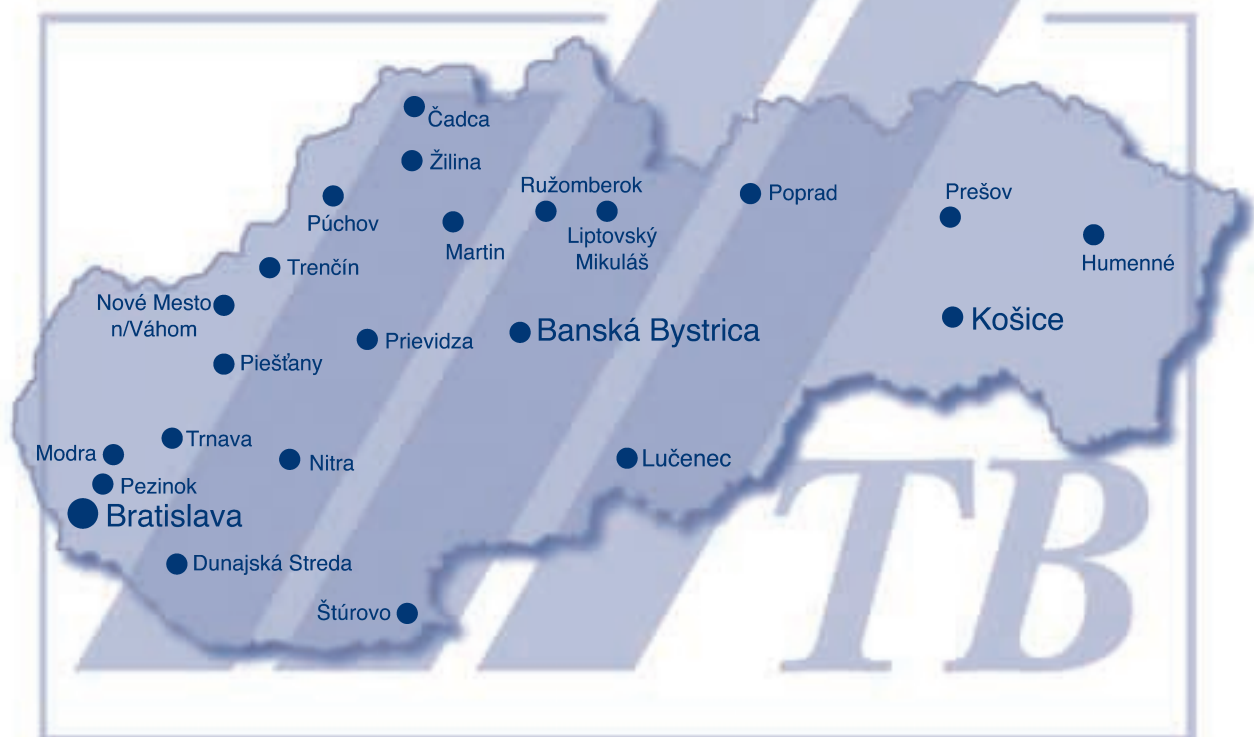 Čadca
Žilina
Ružomberok
Poprad
Prešov
Púchov
Martin
Liptovský
Mikuláš
Humenné
Trenčín
Nové Mesto
n/Váhom
Prievidza
Banská Bystrica
Košice
Piešťany
Trnava
Modra
Nitra
Lučenec
Pezinok
Bratislava
Dunajská Streda
Štúrovo
TB